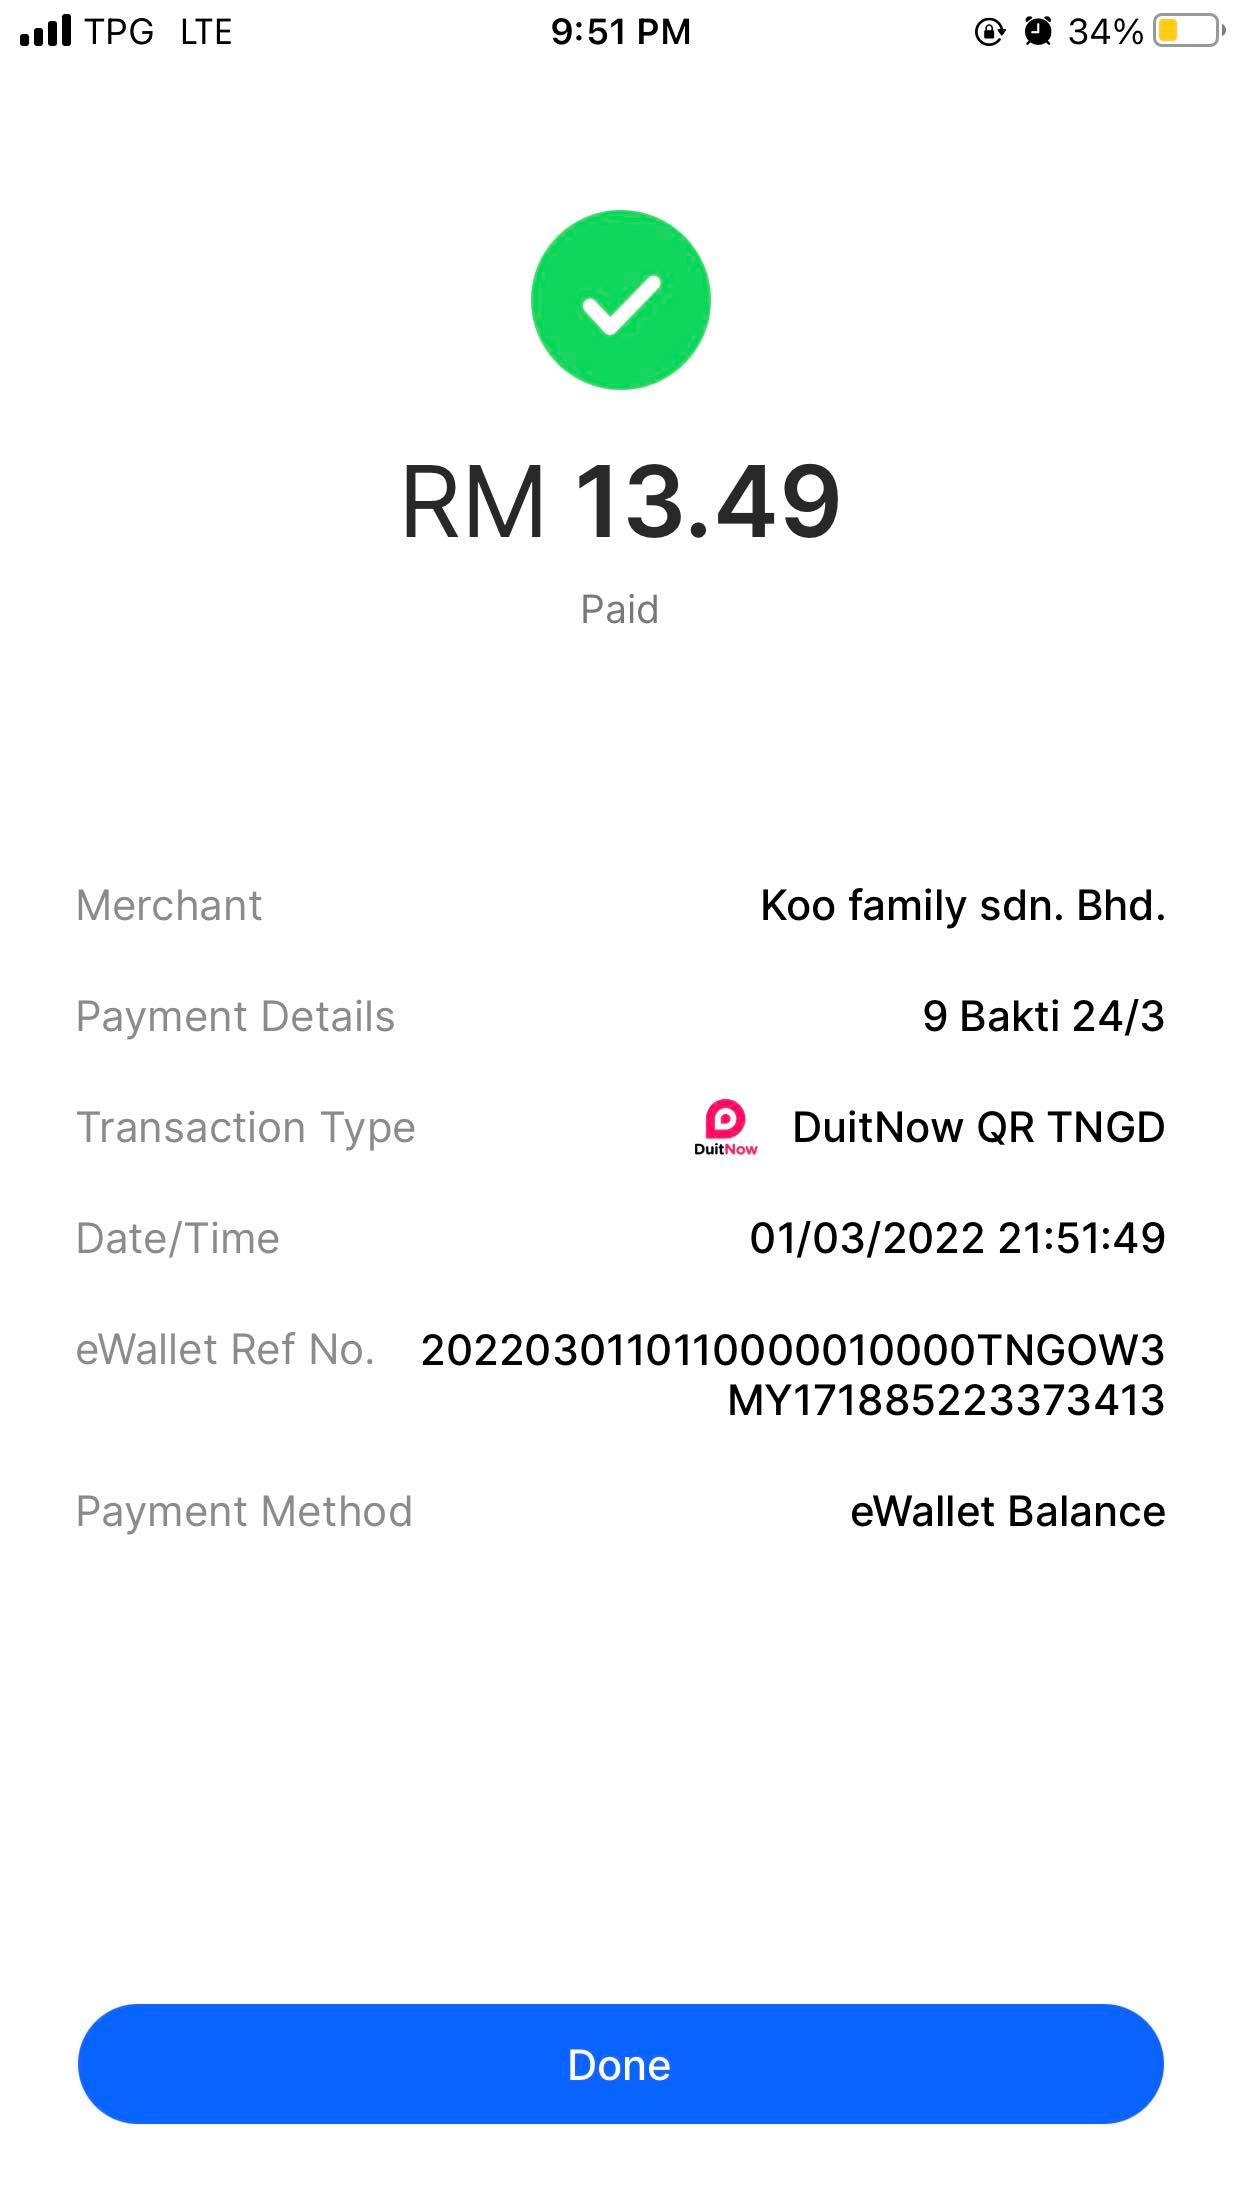 TPG LTE 9:51 PM 34%
RM 13.49
Paid
Merchant Koo family sdn. Bhd.
Payment Details 9 Bakti 24/3
Transaction Type DuitNow DuitNow QR TNGD
Date/Time 01/03/2022 21:51:49
eWallet Ref No. 20220301101110000010000TNGOW3
MY171885223373413
Payment Method eWallet Balance
Done